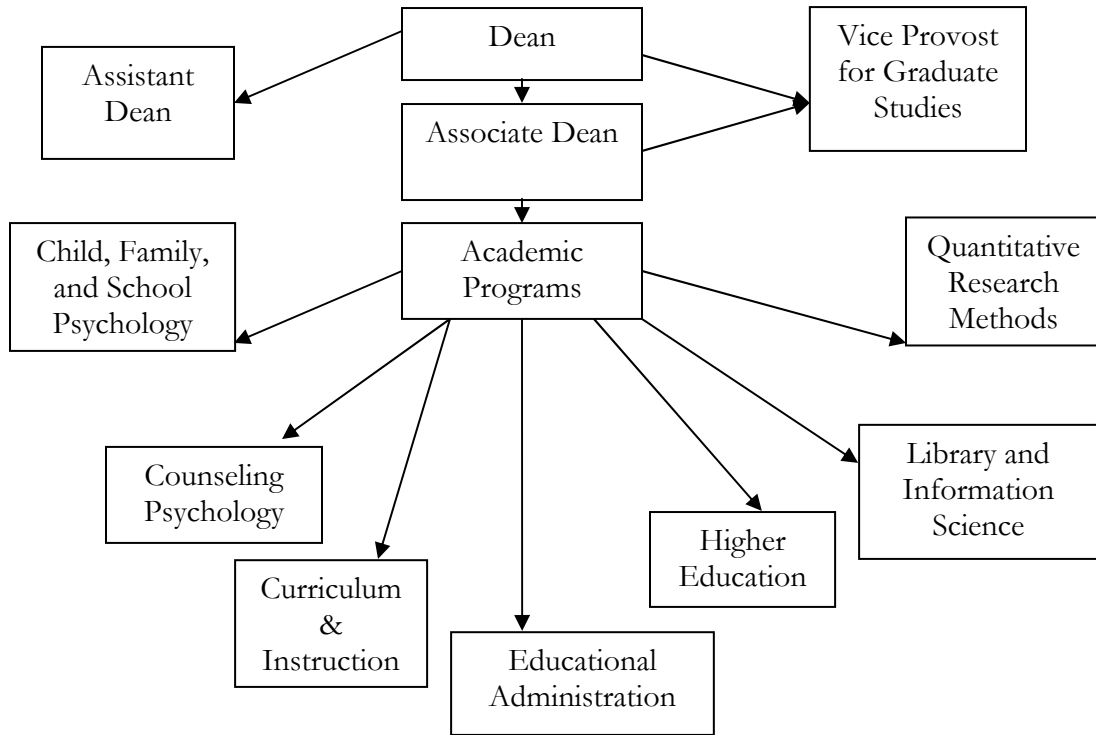 Dean
Vice Provost
for Graduate
Studies
Assistant
Dean
Associate Dean
Child, Family,
and School
Psychology
Academic
Programs
Quantitative
Research
Methods
Counseling
Psychology
Library and
Information
Science
Higher
Education
Curriculum
&
Instruction
Educational
Administration